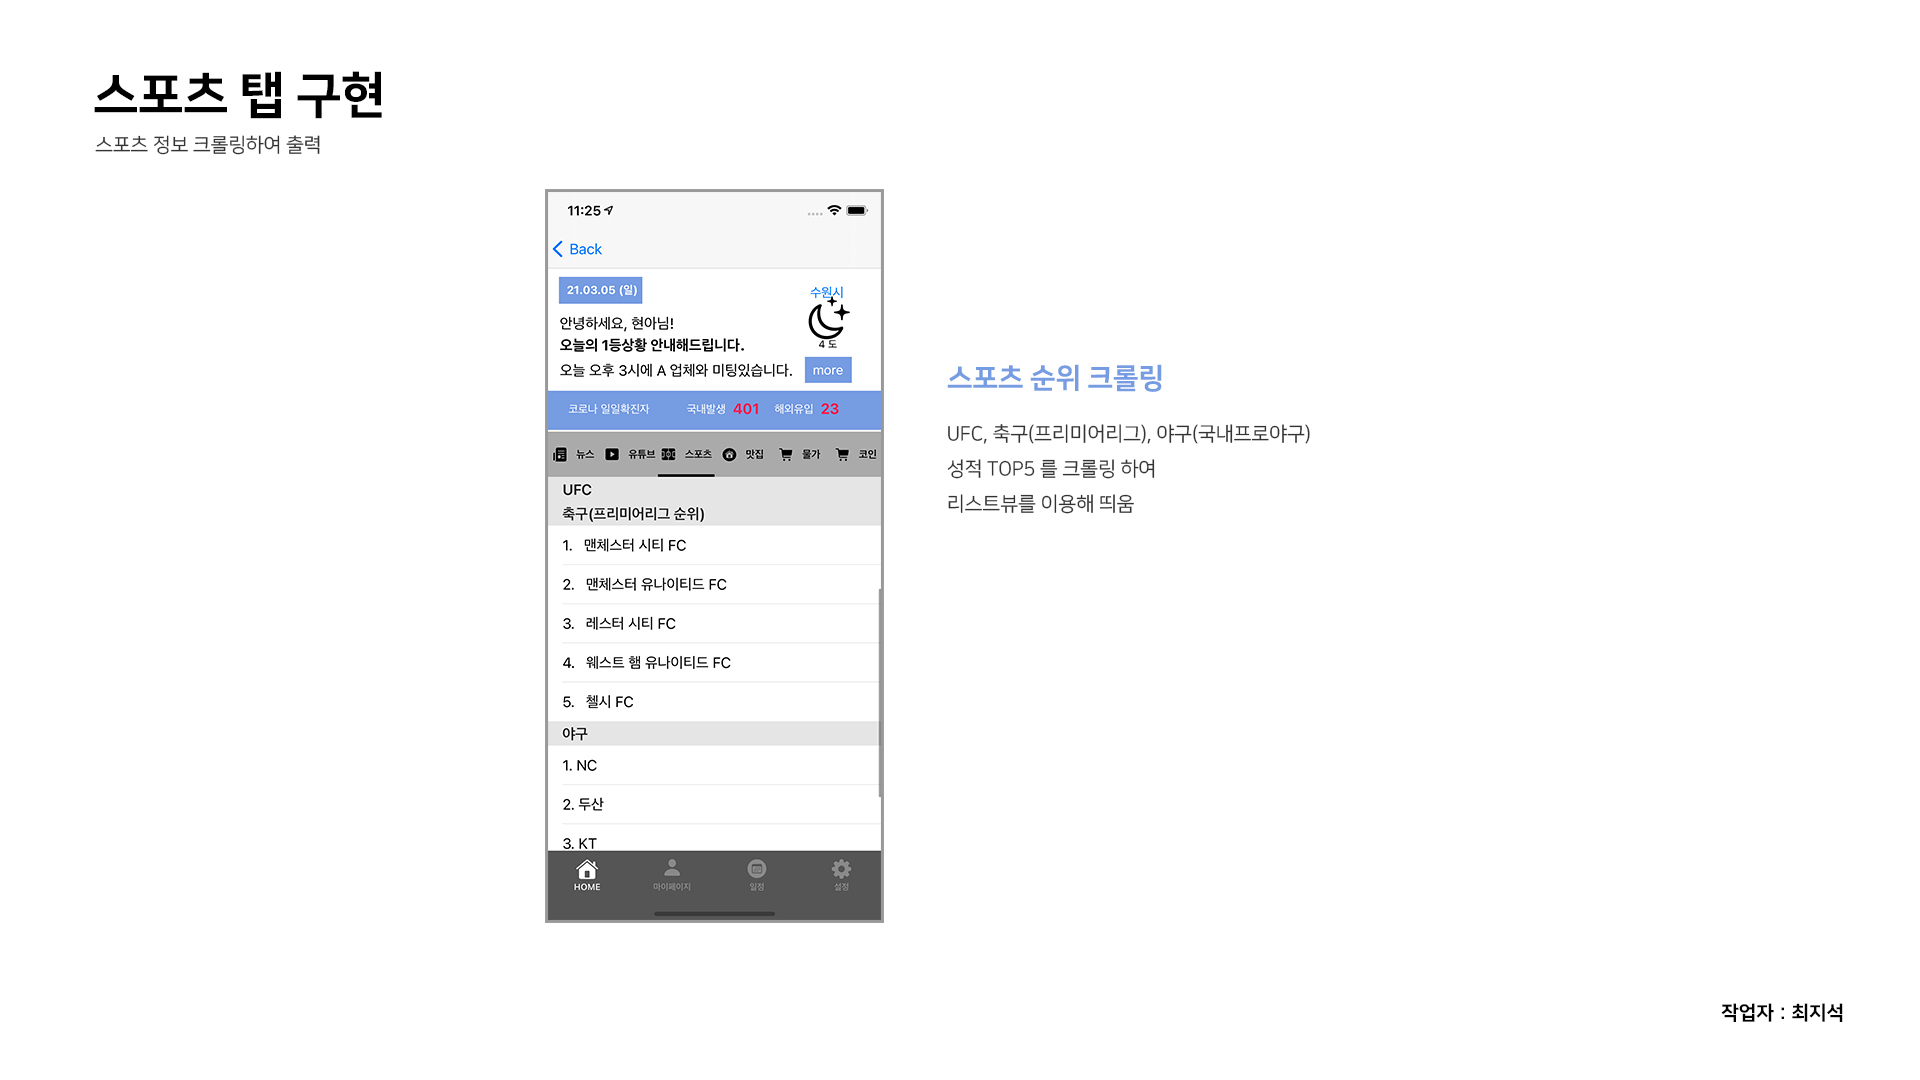 스포츠 탭 구현
스포츠 정보 크롤링하여 출력
11:25
Back
21.03.05 (일)
수원시
안녕하세요, 현아님!
오늘의 1등상황 안내해드립니다.
4 도
오늘 오후 3시에 A 업체와 미팅있습니다.
more
코로나 일일확진자 국내발생 401 해외유입 23
뉴스 유튜브 스포츠 맛집 물가 코인
UFC
축구(프리미어리그 순위)
1. 맨체스터 시티 FC
2. 맨체스터 유나이티드 FC
3. 레스터 시티 FC
4. 웨스트 햄 유나이티드 FC
5. 첼시 FC
야구
1. NC
2. 두산
3. KT
HOME 마이페이지 일정 설정
스포츠 순위 크롤링
UFC, 축구(프리미어리그), 야구(국내프로야구)
성적 TOP5 를 크롤링 하여
리스트뷰를 이용해 띄움
작업자 : 최지석